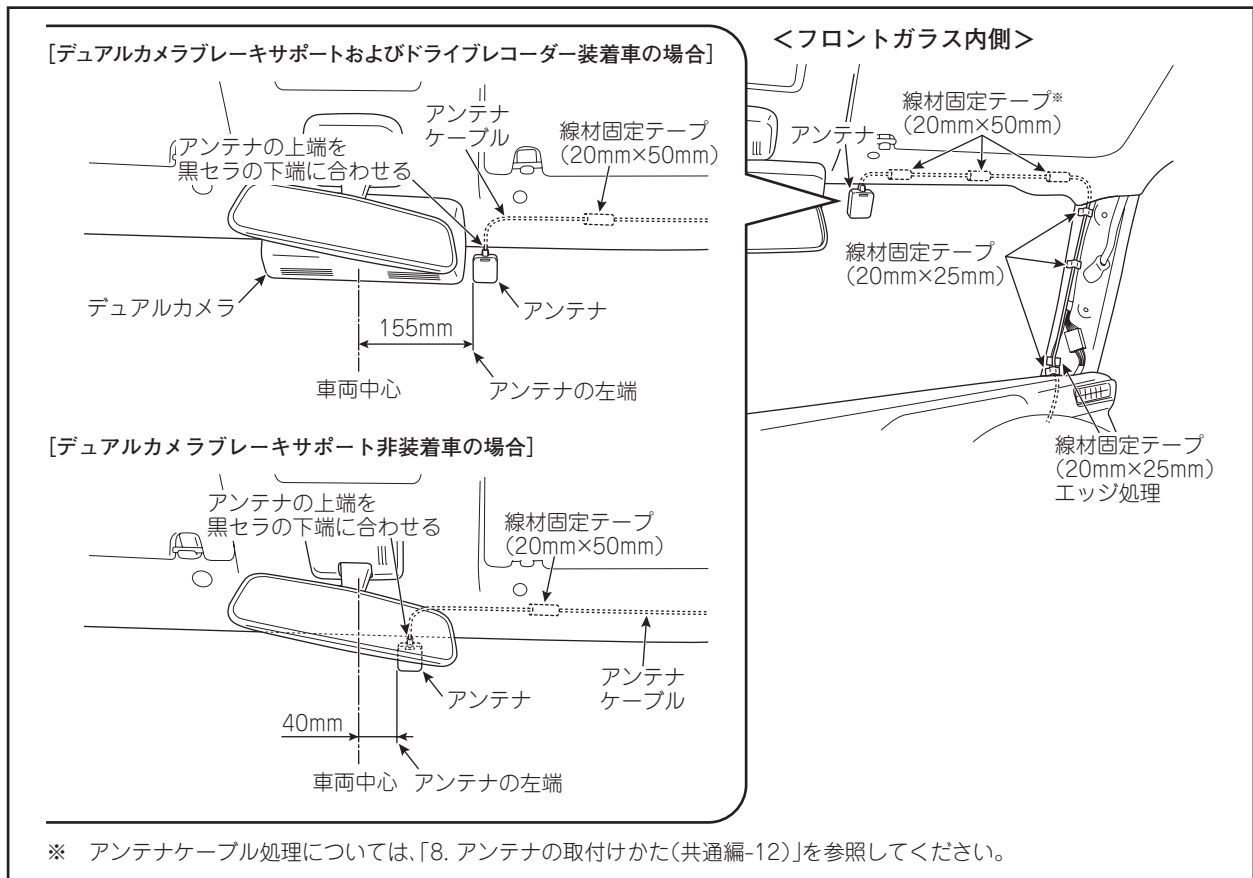 [デュアルカメラブレーキサポートおよびドライブレコーダー装着車の場合]
アンテナの上端を
黒セラの下端に合わせる
アンテナ
ケーブル
線材固定テープ
(20mm×50mm)
デュアルカメラ
アンテナ
155mm
車両中心
アンテナの左端
[デュアルカメラブレーキサポート非装着車の場合]
アンテナの上端を
黒セラの下端に合わせる
線材固定テープ
(20mm×50mm)
アンテナ
アンテナ
ケーブル
40mm
車両中心
アンテナの左端
＜フロントガラス内側＞
線材固定テープ※
(20mm×50mm)
アンテナ
線材固定テープ
(20mm×25mm)
線材固定テープ
(20mm×25mm)
エッジ処理
※ アンテナケーブル処理については、「8. アンテナの取付けかた(共通編-12)」を参照してください。